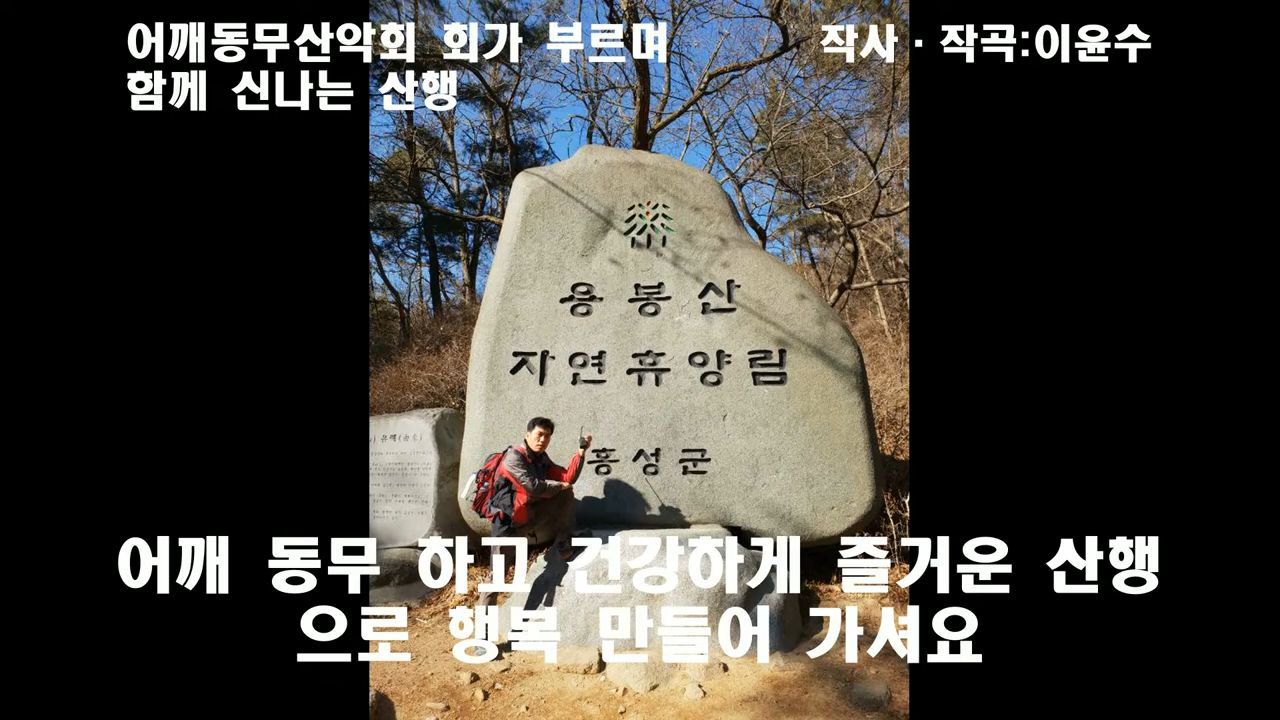 어깨동무산악회 회가 부르며
함께 신나는 산행
작사 · 작곡:이윤수
용봉산
자연휴양림
홍성군
어깨 동무 하고 건강하게 즐거운 산행
으로 행복 만들어 가셔요